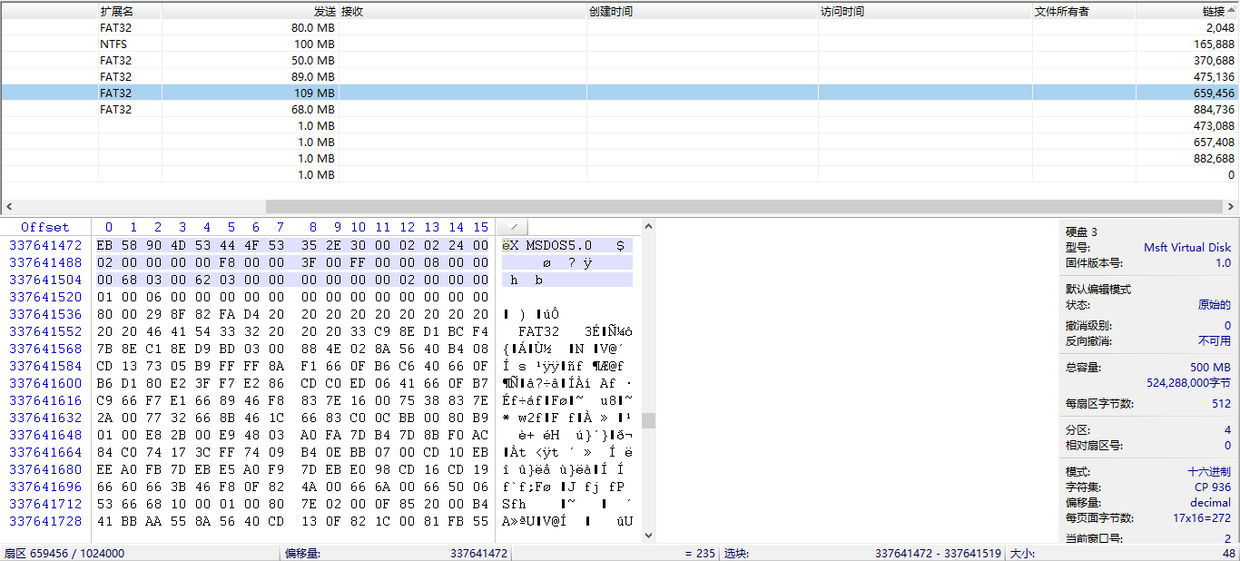 扩展名 发送 接收 创建时间 访问时间 文件所有者 链接
FAT32 80.0 MB 2,048
NTFS 100 MB 165,888
FAT32 50.0 MB 370,688
FAT32 89.0 MB 475,136
FAT32 109 MB 659,456
FAT32 68.0 MB 884,736
1.0 MB 473,088
1.0 MB 657,408
1.0 MB 882,688
1.0 MB 0
Offset 0 1 2 3 4 5 6 7 8 9 10 11 12 13 14 15
337641472 EB 58 90 4D 53 44 4F 53 35 2E 30 00 02 02 24 00 ëX MSDOS5.0 $
337641488 02 00 00 00 00 F8 00 00 3F 00 FF 00 00 08 00 00 ø ? ÿ
337641504 00 68 03 00 62 03 00 00 00 00 00 00 02 00 00 00 h b
337641520 01 00 06 00 00 00 00 00 00 00 00 00 00 00 00 00
337641536 80 00 29 8F 82 FA D4 20 20 20 20 20 20 20 20 20 ) úÔ
337641552 20 20 46 41 54 33 32 20 20 20 33 C9 8E D1 BC F4 FAT32 3É Ñ¼ô
337641568 7B 8E C1 8E D9 BD 03 00 88 4E 02 8A 56 40 B4 08 { Á Ù½ N V@´
337641584 CD 13 73 05 B9 FF FF 8A F1 66 0F B6 C6 40 66 0F Í s ¹ÿÿ ñf ¶Æ@f
337641600 B6 D1 80 E2 3F F7 E2 86 CD C0 ED 06 41 66 0F B7 ¶Ñ â?÷â ÍÀí Af ·
337641616 C9 66 F7 E1 66 89 46 F8 83 7E 16 00 75 38 83 7E Éf÷áf Fø ~ u8 ~
337641632 2A 00 77 32 66 8B 46 1C 66 83 C0 0C BB 00 80 B9 * w2f F f À » ¹
337641648 01 00 E8 2B 00 E9 48 03 A0 FA 7D B4 7D 8B F0 AC è+ éH ú}´} ð¬
337641664 84 C0 74 17 3C FF 74 09 B4 0E BB 07 00 CD 10 EB Àt <ÿt ´ » Í ë
337641680 EE A0 FB 7D EB E5 A0 F9 7D EB E0 98 CD 16 CD 19 î û}ëå ù}ëà Í Í
337641696 66 60 66 3B 46 F8 0F 82 4A 00 66 6A 00 66 50 06 f`f;Fø J fj fP
337641712 53 66 68 10 00 01 00 80 7E 02 00 0F 85 20 00 B4 Sfh ~ ´
337641728 41 BB AA 55 8A 56 40 CD 13 0F 82 1C 00 81 FB 55 A»ªU V@Í ûU
硬盘 3
型号: Msft Virtual Disk
固件版本号: 1.0
默认编辑模式
状态: 原始的
撤消级别: 0
反向撤消: 不可用
总容量: 500 MB
524,288,000字节
每扇区字节数: 512
分区: 4
相对扇区号: 0
模式: 十六进制
字符集: CP 936
偏移量: decimal
每页面字节数: 17x16=272
当前窗口号: 2
扇区 659456 / 1024000 偏移量: 337641472 = 235 选块: 337641472 - 337641519 大小: 48